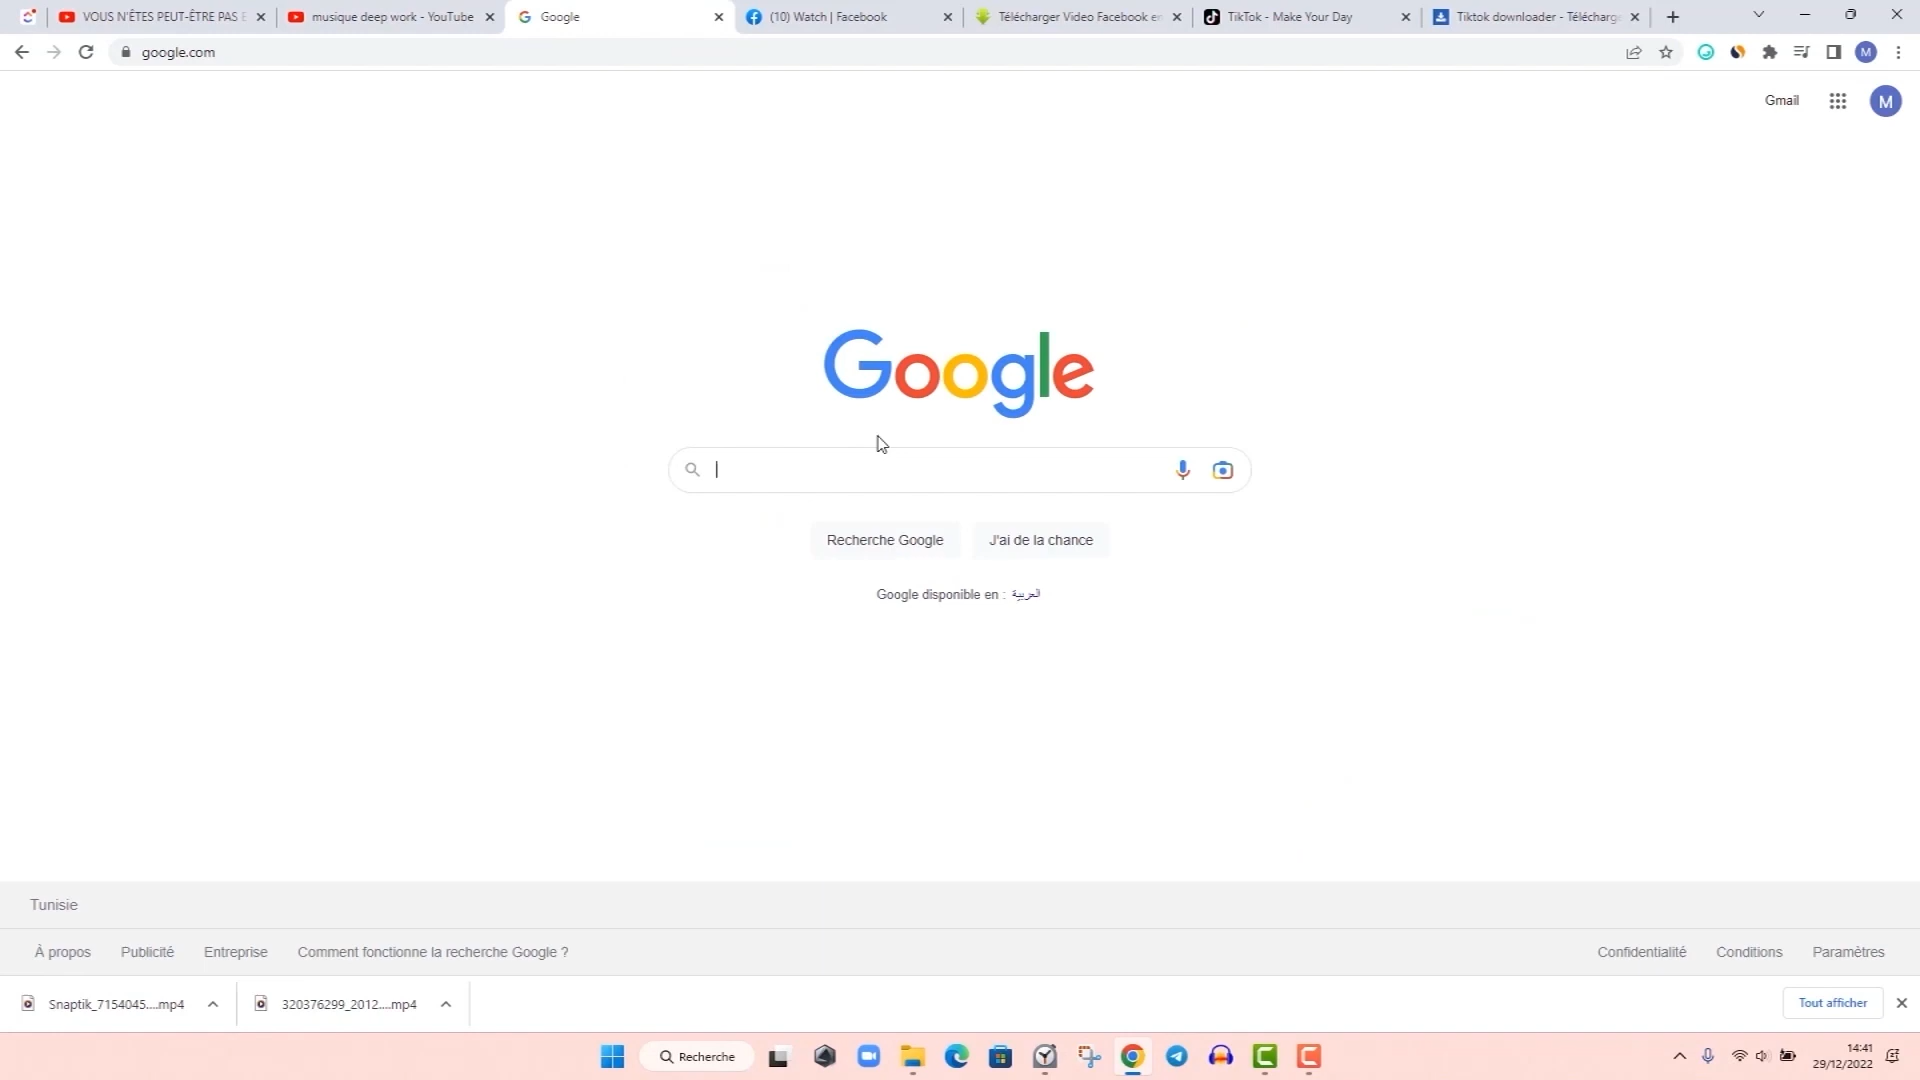 VOUS N'ÊTES PEUT-ÊTRE PAS
musique deep work - YouTube
Google
(10) Watch | Facebook
Télécharger Video Facebook en
TikTok - Make Your Day
Tiktok downloader - Télécharg
google.com
M
Gmail
M
Google
Recherche Google
J'ai de la chance
Google disponible en : العربية
Tunisie
À propos
Publicité
Entreprise
Comment fonctionne la recherche Google ?
Confidentialité
Conditions
Paramètres
Snaptik_7154045....mp4
320376299_2012....mp4
Tout afficher
Recherche
14:41
29/12/2022